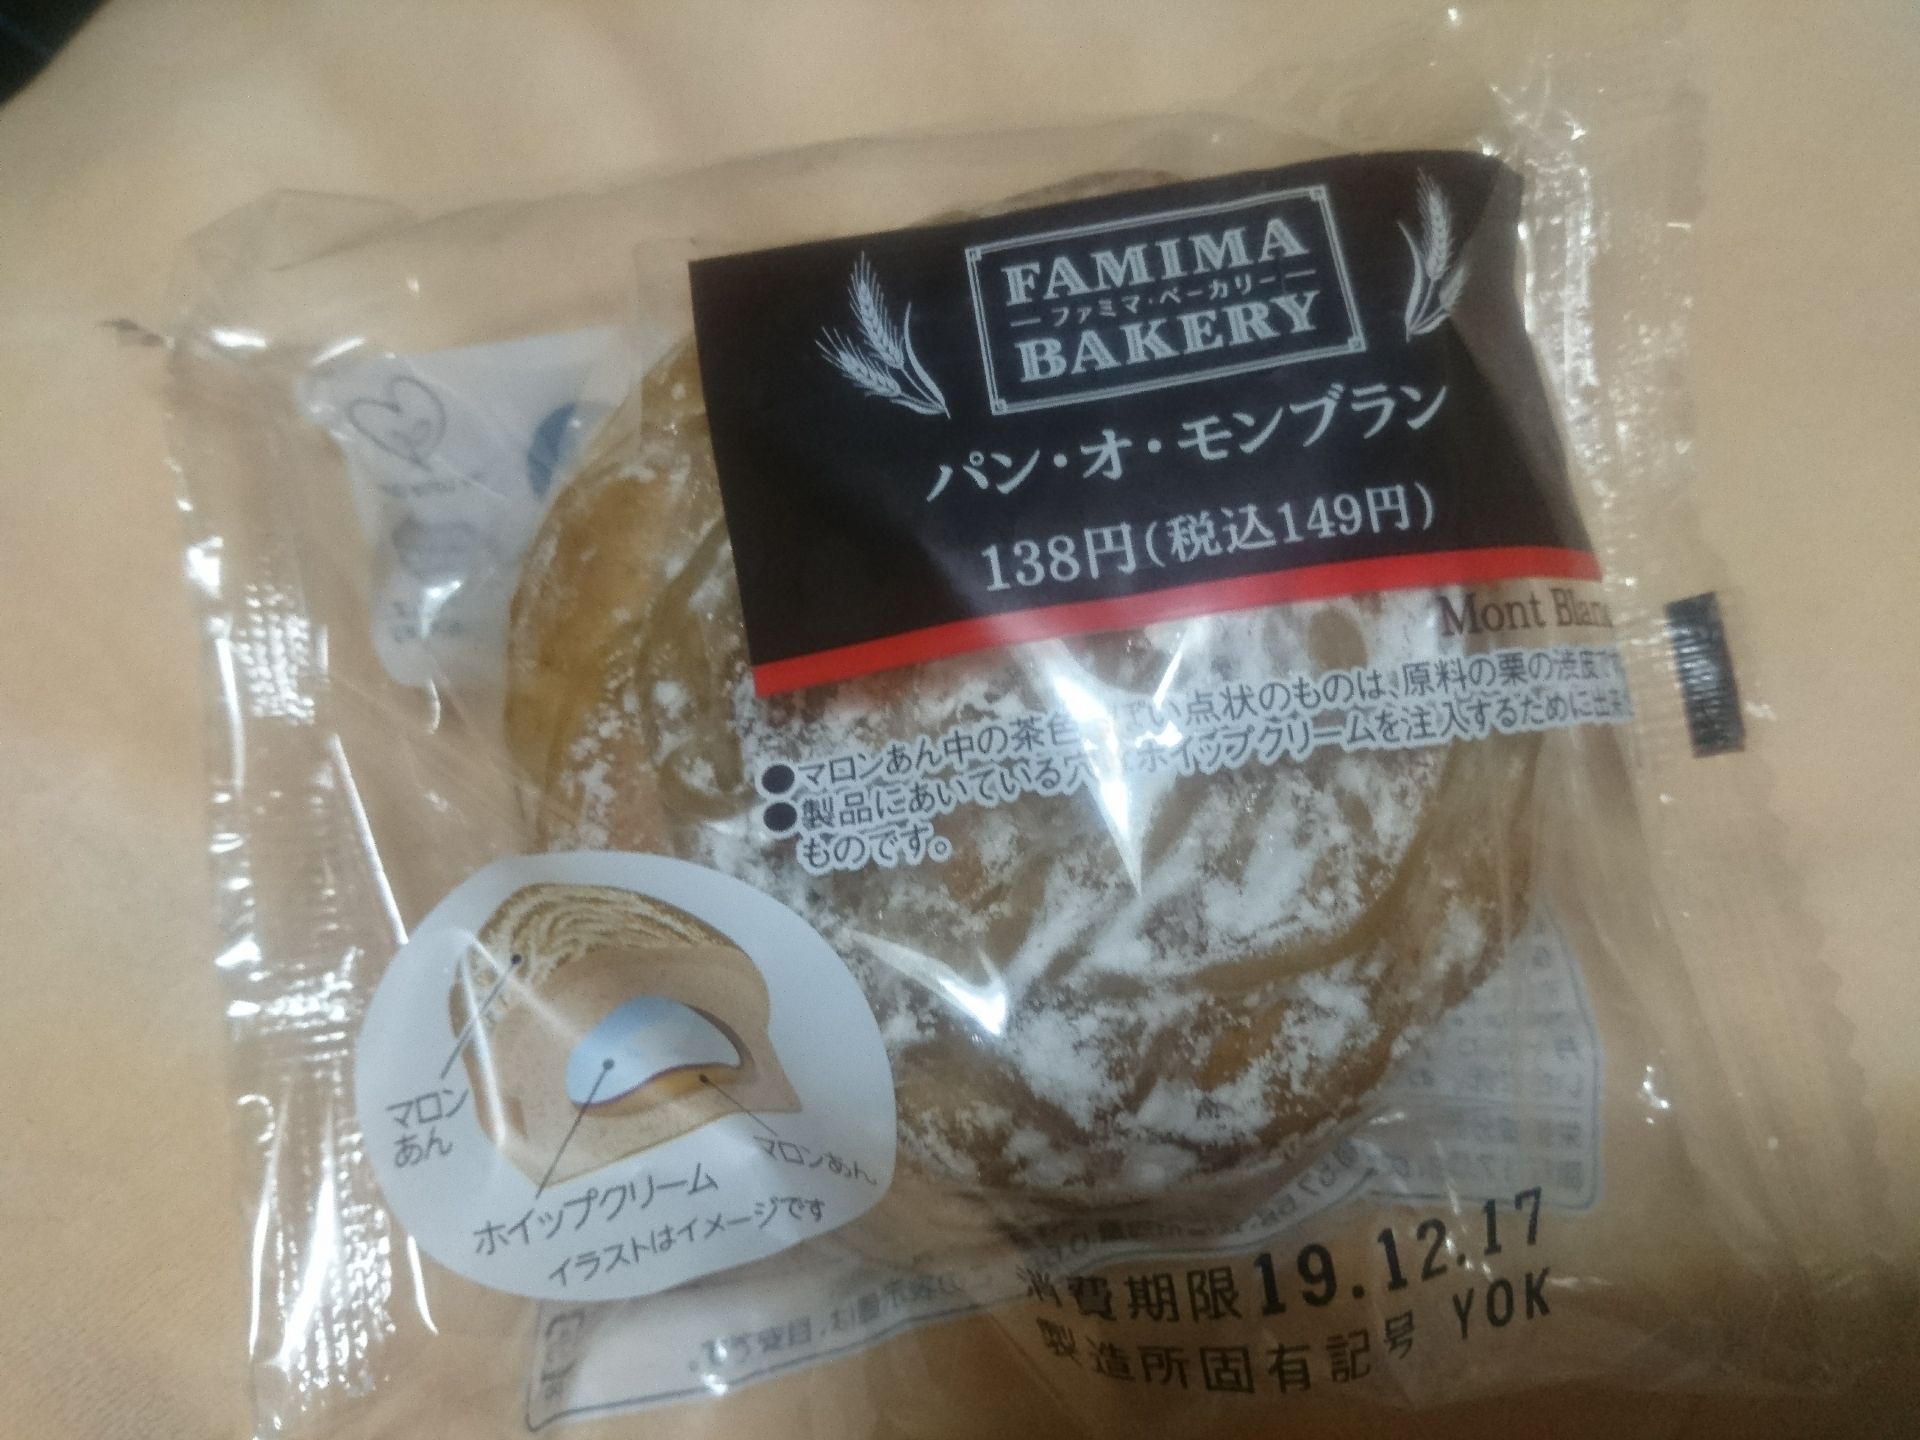 FAMIMA
ファミマ・ベーカリー
BAKERY
パン・オ・モンブラン
138円(税込149円)
Mont Blanc
●マロンあん中の茶色っぽい点状のものは、原料の栗の渋皮です
●製品にあいている穴はホイップクリームを注入するために出来た
ものです。
マロン
あん
マロンあん
ホイップクリーム
イラストはイメージです
消費期限 19.12.17
製造所固有記号 YOK